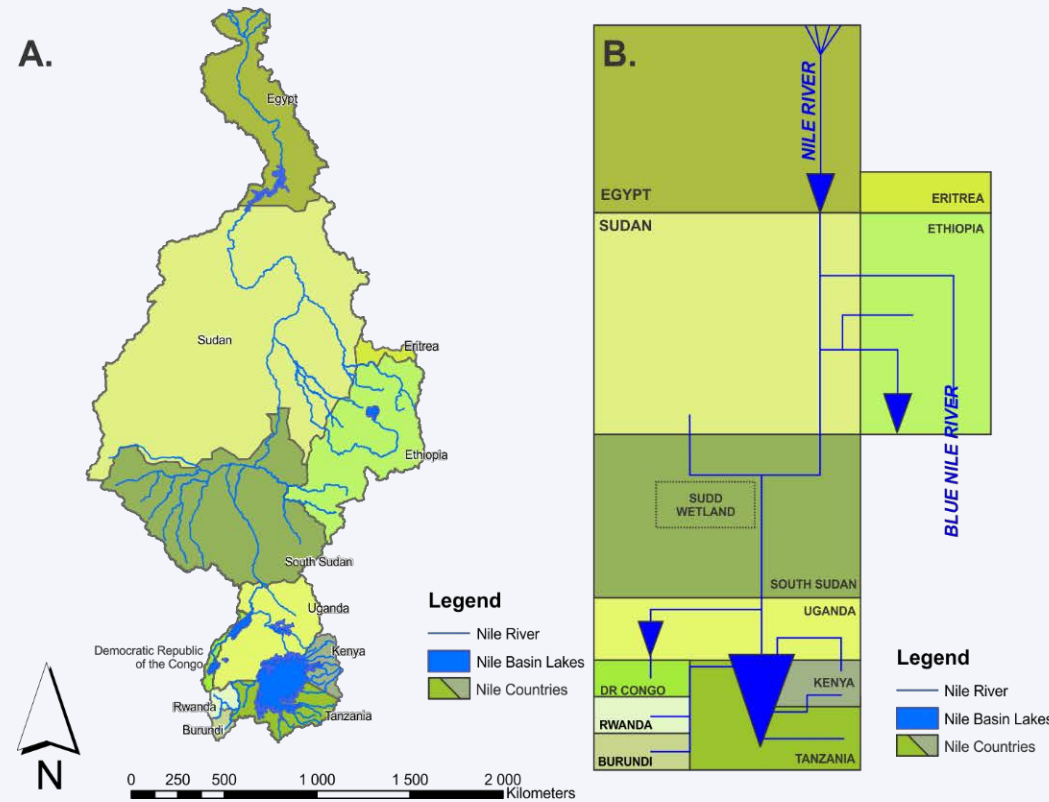 A.
Egypt
Sudan
Eritrea
Ethiopia
South Sudan
Uganda
Democratic Republic
of the Congo
Kenya
Rwanda
Burundi
Tanzania
Legend
Nile River
Nile Basin Lakes
Nile Countries
N
0 250 500 1 000 1 500 2 000
Kilometers
B.
NILE RIVER
EGYPT
ERITREA
SUDAN
ETHIOPIA
BLUE NILE RIVER
SUDD
WETLAND
SOUTH SUDAN
UGANDA
DR CONGO
KENYA
RWANDA
BURUNDI
TANZANIA
Legend
Nile River
Nile Basin Lakes
Nile Countries